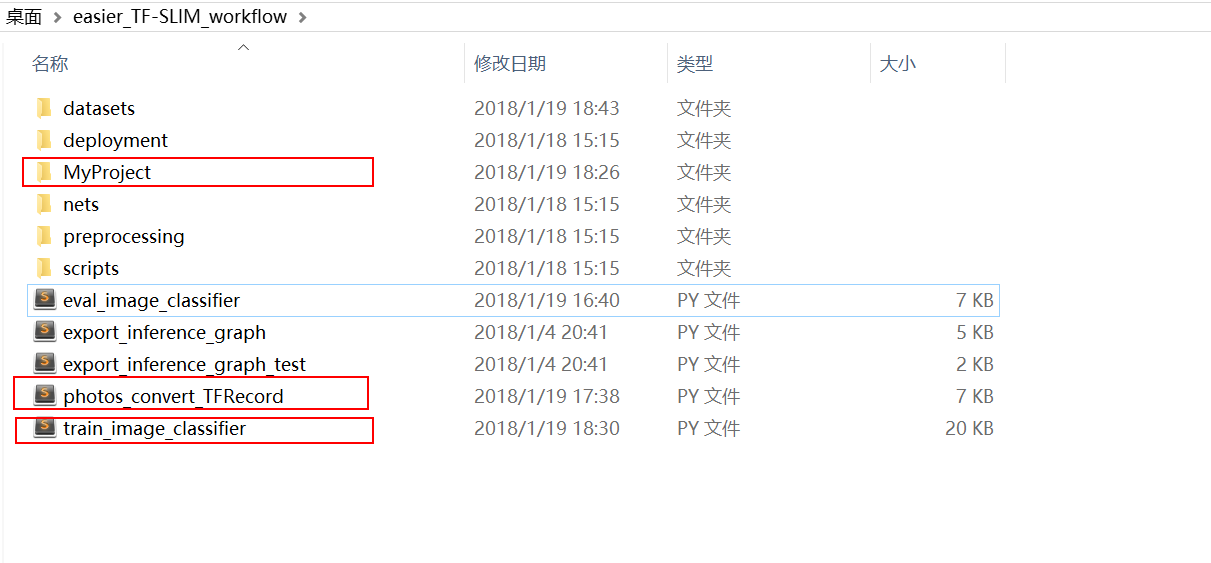 桌面 > easier_TF-SLIM_workflow >
名称 修改日期 类型 大小
datasets 2018/1/19 18:43 文件夹
deployment 2018/1/18 15:15 文件夹
MyProject 2018/1/19 18:26 文件夹
nets 2018/1/18 15:15 文件夹
preprocessing 2018/1/18 15:15 文件夹
scripts 2018/1/18 15:15 文件夹
eval_image_classifier 2018/1/19 16:40 PY 文件 7 KB
export_inference_graph 2018/1/4 20:41 PY 文件 5 KB
export_inference_graph_test 2018/1/4 20:41 PY 文件 2 KB
photos_convert_TFRecord 2018/1/19 17:38 PY 文件 7 KB
train_image_classifier 2018/1/19 18:30 PY 文件 20 KB